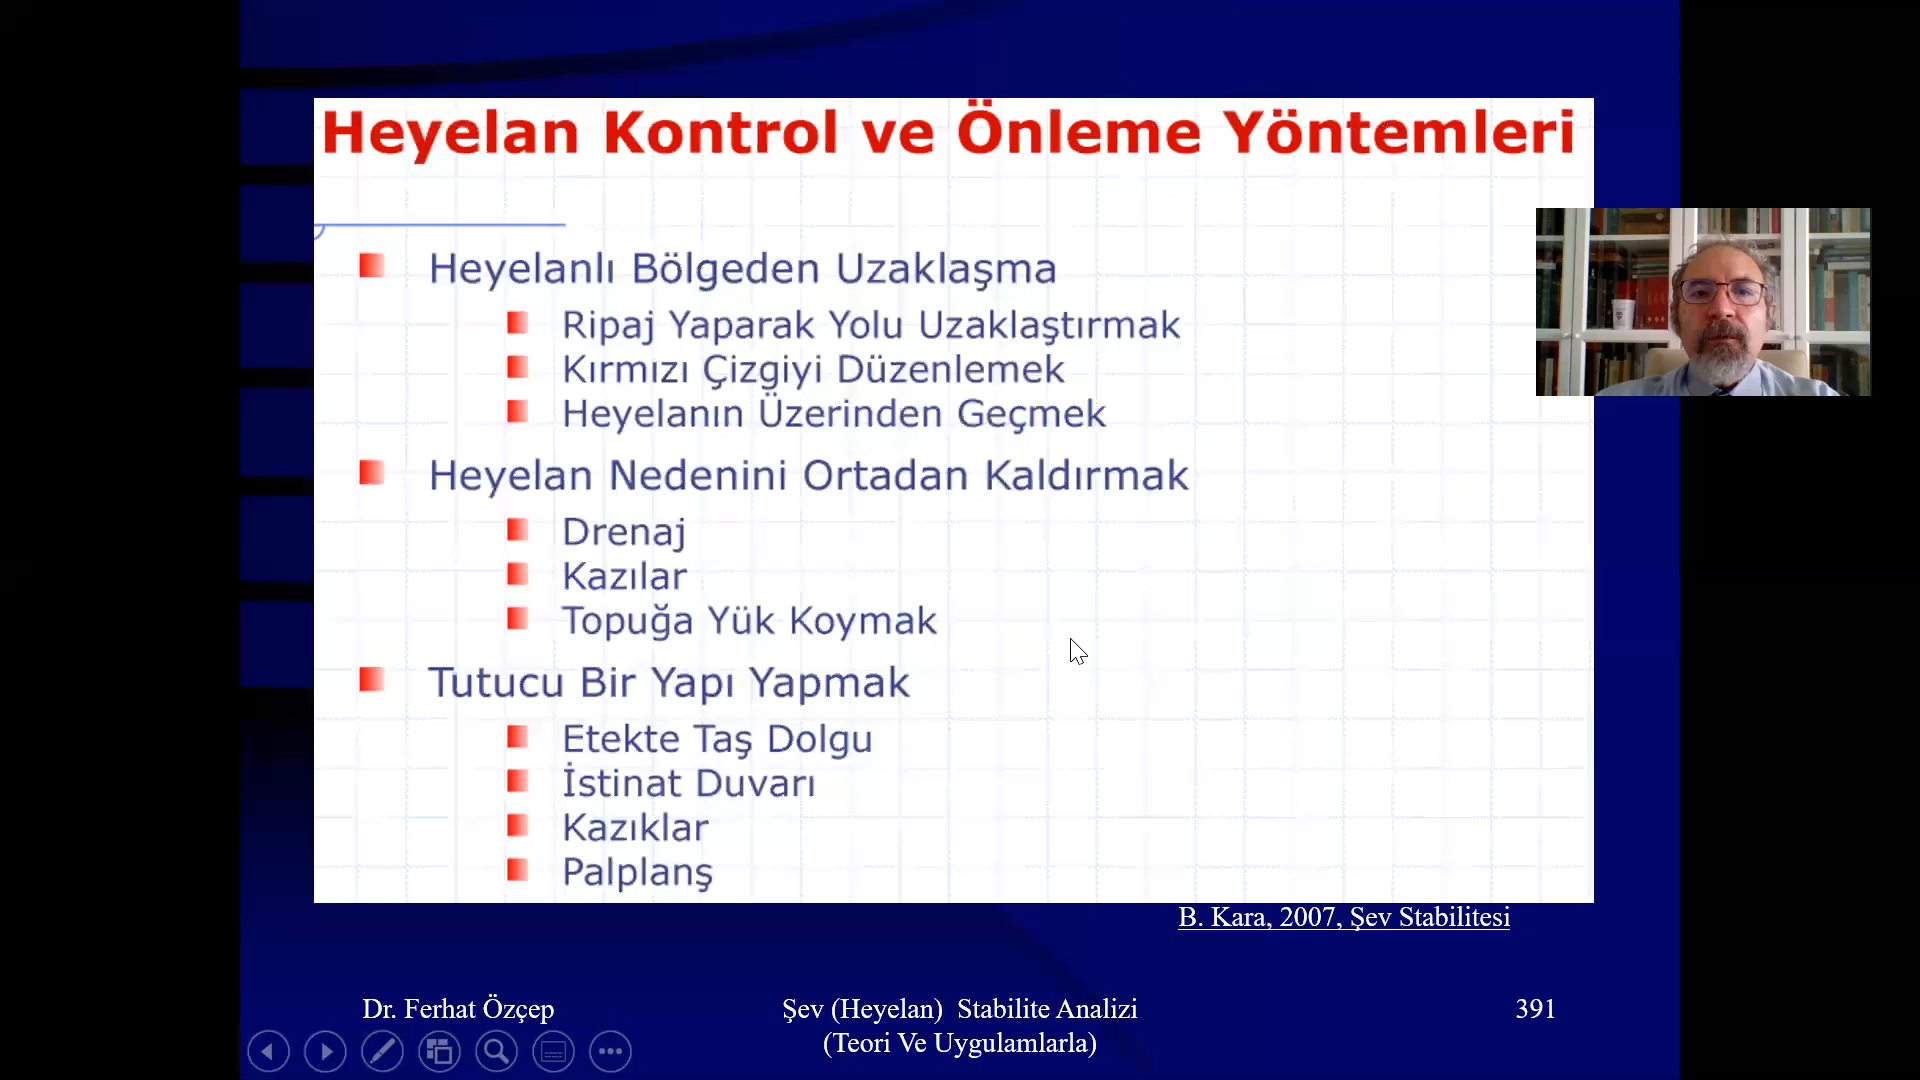 Heyelan Kontrol ve Önleme Yöntemleri
Heyelanlı Bölgeden Uzaklaşma
Ripaj Yaparak Yolu Uzaklaştırmak
Kırmızı Çizgiyi Düzenlemek
Heyelanın Üzerinden Geçmek
Heyelan Nedenini Ortadan Kaldırmak
Drenaj
Kazılar
Topuğa Yük Koymak
Tutucu Bir Yapı Yapmak
Etekte Taş Dolgu
İstinat Duvarı
Kazıklar
Palplanş
B. Kara, 2007, Şev Stabilitesi
Dr. Ferhat Özçep
Şev (Heyelan) Stabilite Analizi
(Teori Ve Uygulamlarla)
391